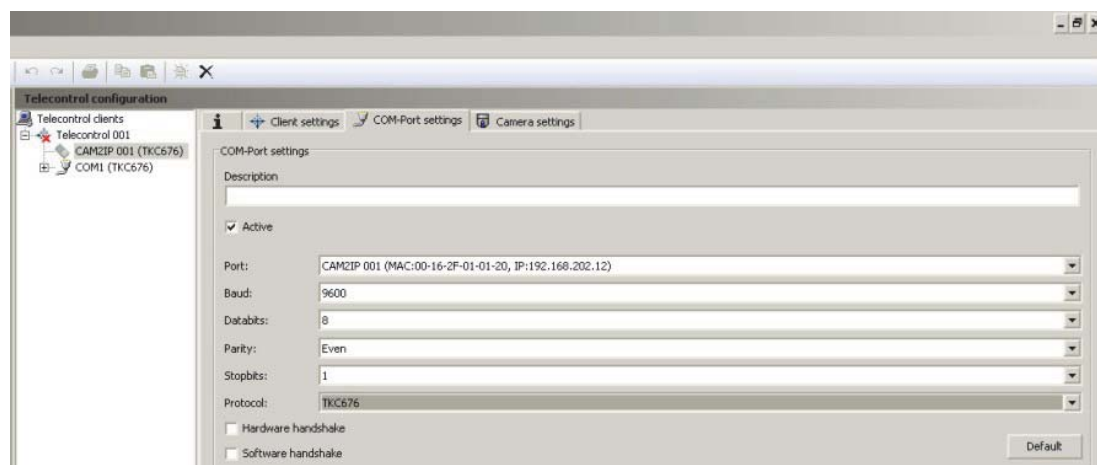 Telecontrol configuration
Telecontrol clients
Telecontrol 001
CAM2IP 001 (TKC676)
COM1 (TKC676)
Client settings
COM-Port settings
Camera settings
COM-Port settings
Description
Active
Port: CAM2IP 001 (MAC:00-16-2F-01-01-20, IP:192.168.202.12)
Baud: 9600
Databits: 8
Parity: Even
Stopbits: 1
Protocol: TKC676
Hardware handshake
Software handshake
Default